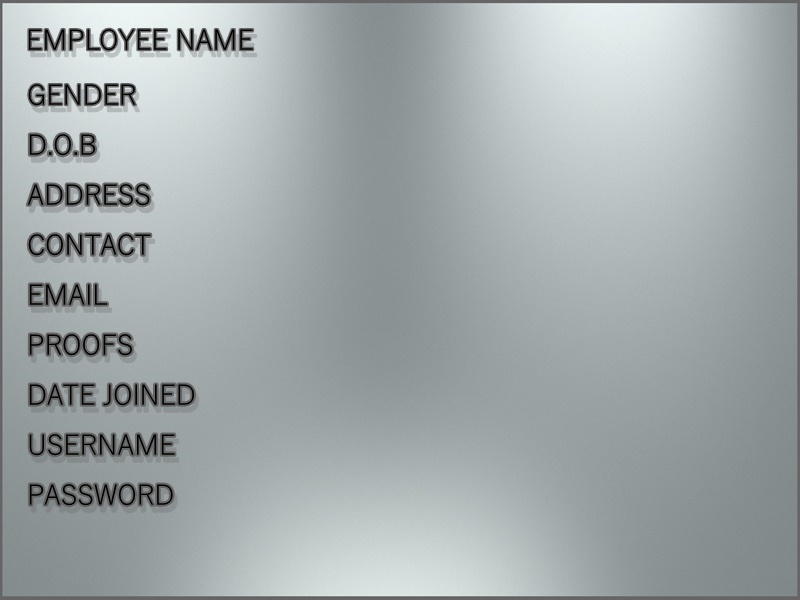 EMPLOYEE NAME
GENDER
D.O.B
ADDRESS
CONTACT
EMAIL
PROOFS
DATE JOINED
USERNAME
PASSWORD